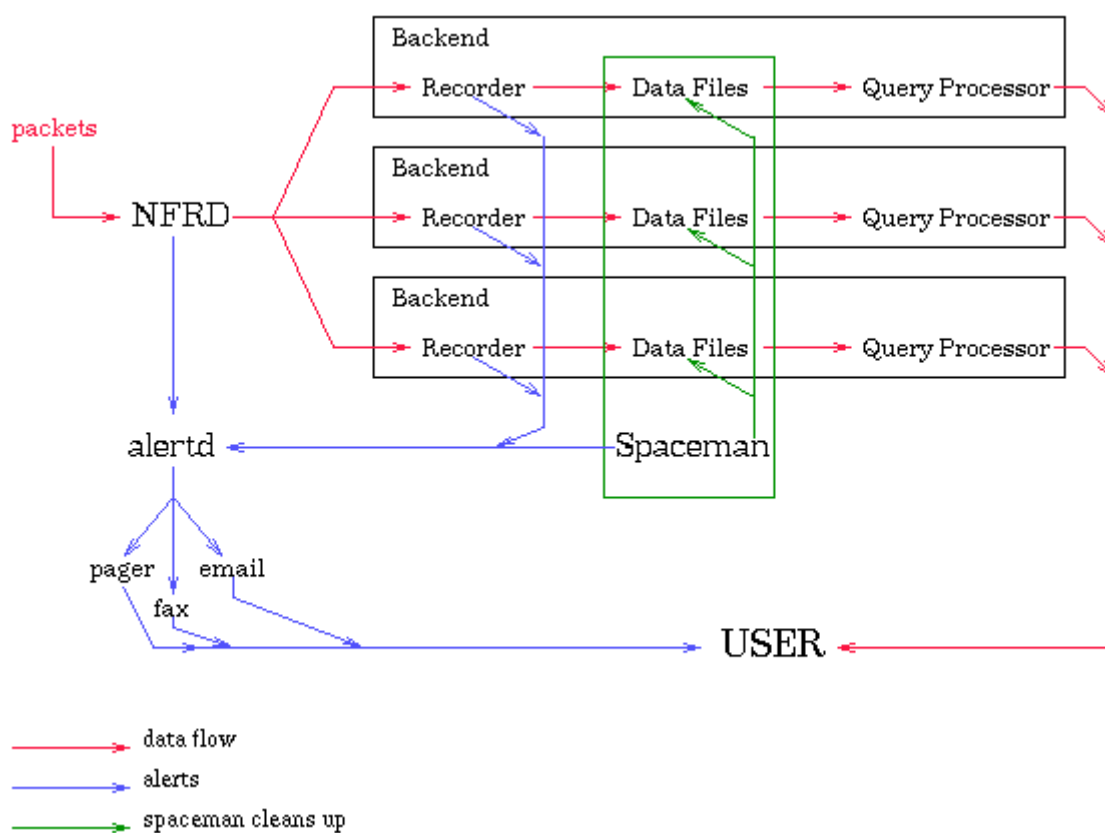 Backend
Recorder Data Files Query Processor
packets
Backend
NFRD Recorder Data Files Query Processor
Backend
Recorder Data Files Query Processor
alertd Spaceman
pager email
fax
USER
data flow
alerts
spaceman cleans up